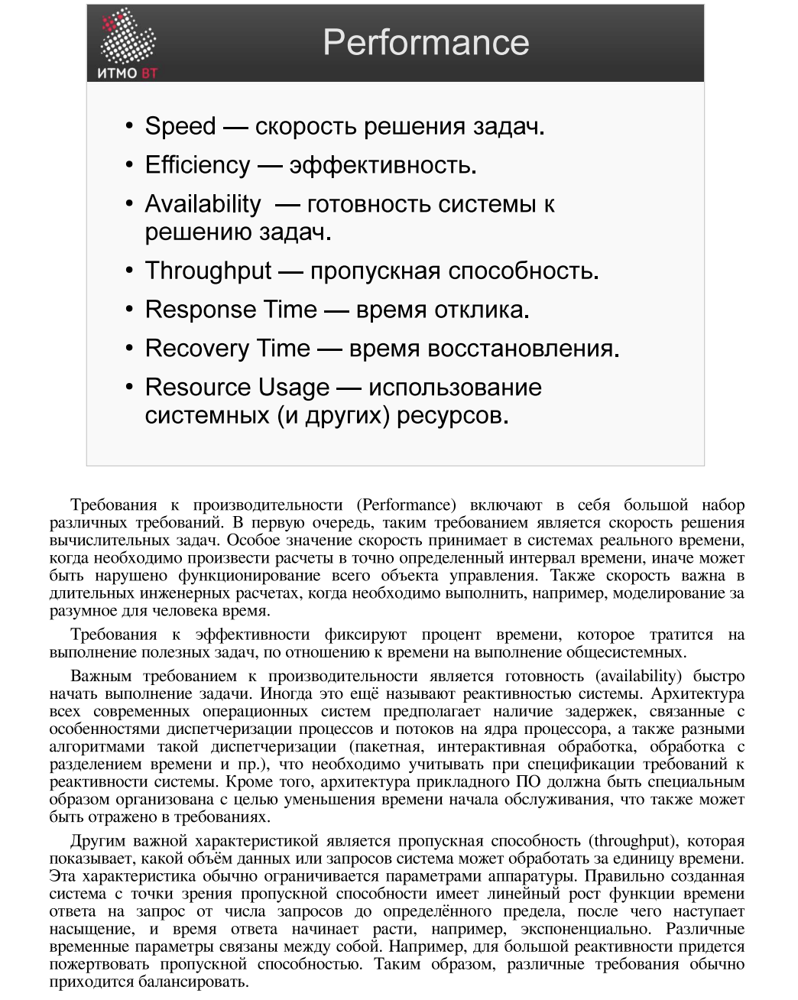 Performance
ИТМО ВТ
• Speed — скорость решения задач.
• Efficiency — эффективность.
• Availability — готовность системы к
решению задач.
• Throughput — пропускная способность.
• Response Time — время отклика.
• Recovery Time — время восстановления.
• Resource Usage — использование
системных (и других) ресурсов.
Требования к производительности (Performance) включают в себя большой набор
различных требований. В первую очередь, таким требованием является скорость решения
вычислительных задач. Особое значение скорость принимает в системах реального времени,
когда необходимо произвести расчеты в точно определенный интервал времени, иначе может
быть нарушено функционирование всего объекта управления. Также скорость важна в
длительных инженерных расчетах, когда необходимо выполнить, например, моделирование за
разумное для человека время.
Требования к эффективности фиксируют процент времени, которое тратится на
выполнение полезных задач, по отношению к времени на выполнение общесистемных.
Важным требованием к производительности является готовность (availability) быстро
начать выполнение задачи. Иногда это ещё называют реактивностью системы. Архитектура
всех современных операционных систем предполагает наличие задержек, связанные с
особенностями диспетчеризации процессов и потоков на ядра процессора, а также разными
алгоритмами такой диспетчеризации (пакетная, интерактивная обработка, обработка с
разделением времени и пр.), что необходимо учитывать при спецификации требований к
реактивности системы. Кроме того, архитектура прикладного ПО должна быть специальным
образом организована с целью уменьшения времени начала обслуживания, что также может
быть отражено в требованиях.
Другим важной характеристикой является пропускная способность (throughput), которая
показывает, какой объём данных или запросов система может обработать за единицу времени.
Эта характеристика обычно ограничивается параметрами аппаратуры. Правильно созданная
система с точки зрения пропускной способности имеет линейный рост функции времени
ответа на запрос от числа запросов до определённого предела, после чего наступает
насыщение, и время ответа начинает расти, например, экспоненциально. Различные
временные параметры связаны между собой. Например, для большой реактивности придется
пожертвовать пропускной способностью. Таким образом, различные требования обычно
приходится балансировать.